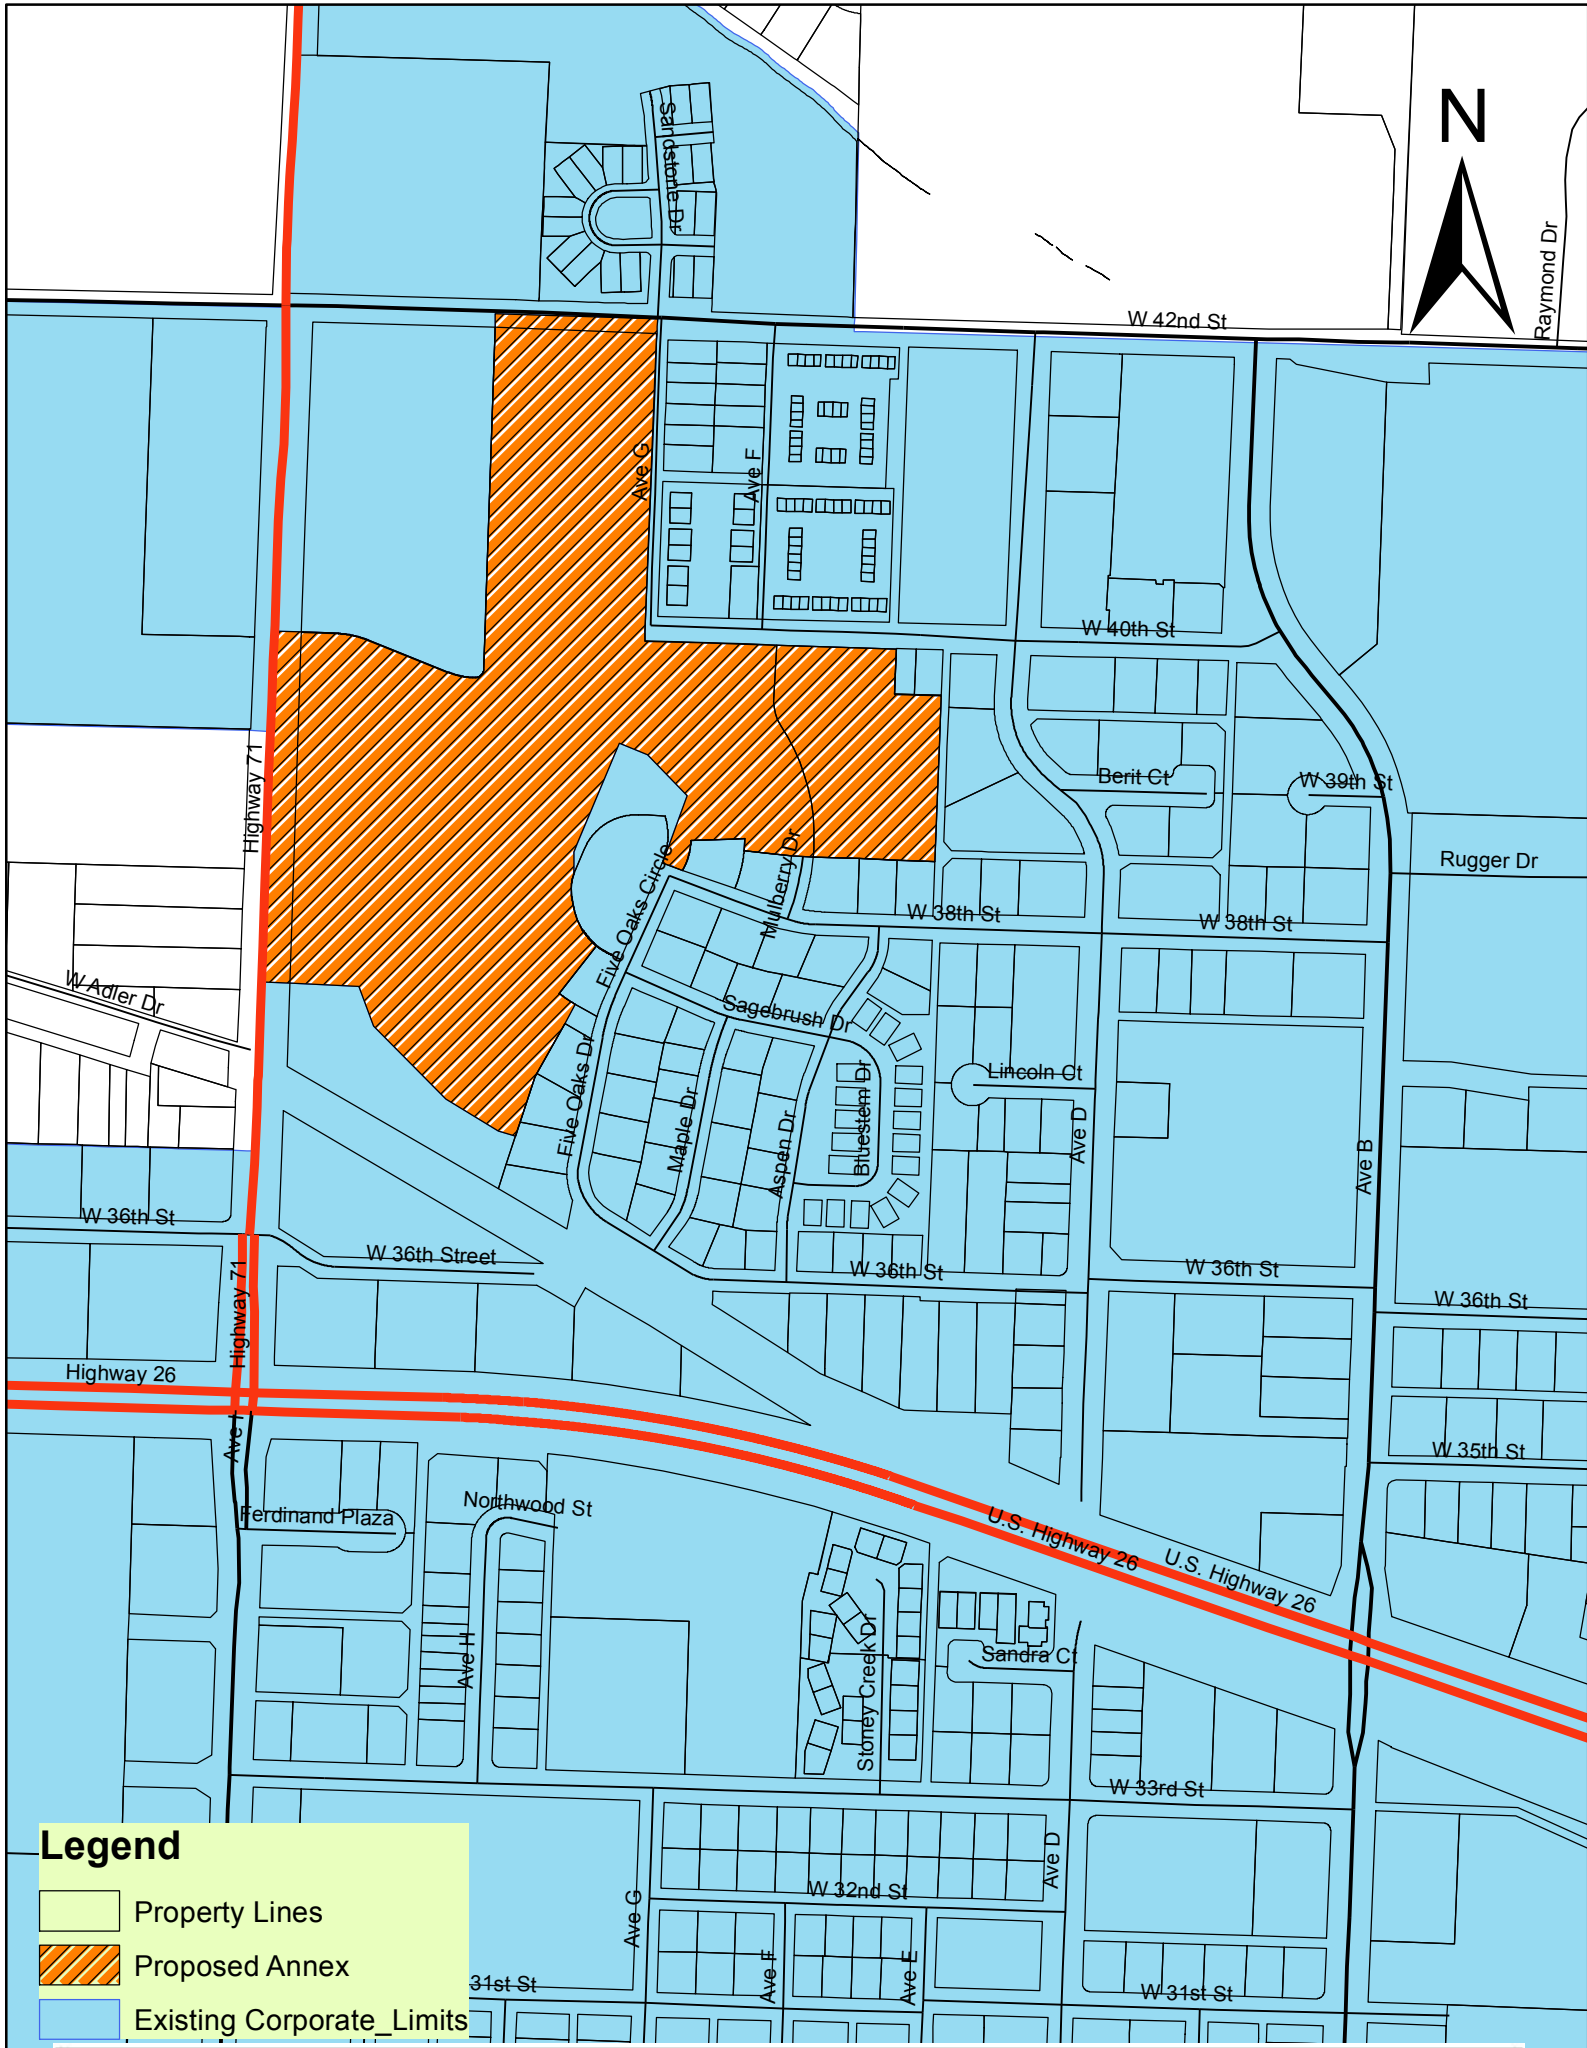 N
Sandstone Dr
Raymond Dr
W 42nd St
Ave G
Ave F
W 40th St
Highway 71
Berit Ct
W 39th St
Rugger Dr
Five Oaks Circle
Mulberry Dr
W 38th St
W 38th St
W Adler Dr
Sagebrush Dr
Lincoln Ct
Five Oaks Dr
Maple Dr
Aspen Dr
Bluestem Dr
Ave D
Ave B
W 36th St
W 36th Street
W 36th St
W 36th St
W 36th St
Highway 71
Highway 26
Ave I
W 35th St
Ferdinand Plaza
Northwood St
U.S. Highway 26
U.S. Highway 26
Ave H
Stoney Creek Dr
Sandra Ct
W 33rd St
Ave D
W 32nd St
Ave G
Ave F
Ave E
31st St
W 31st St
Legend
Property Lines
Proposed Annex
Existing Corporate_Limits